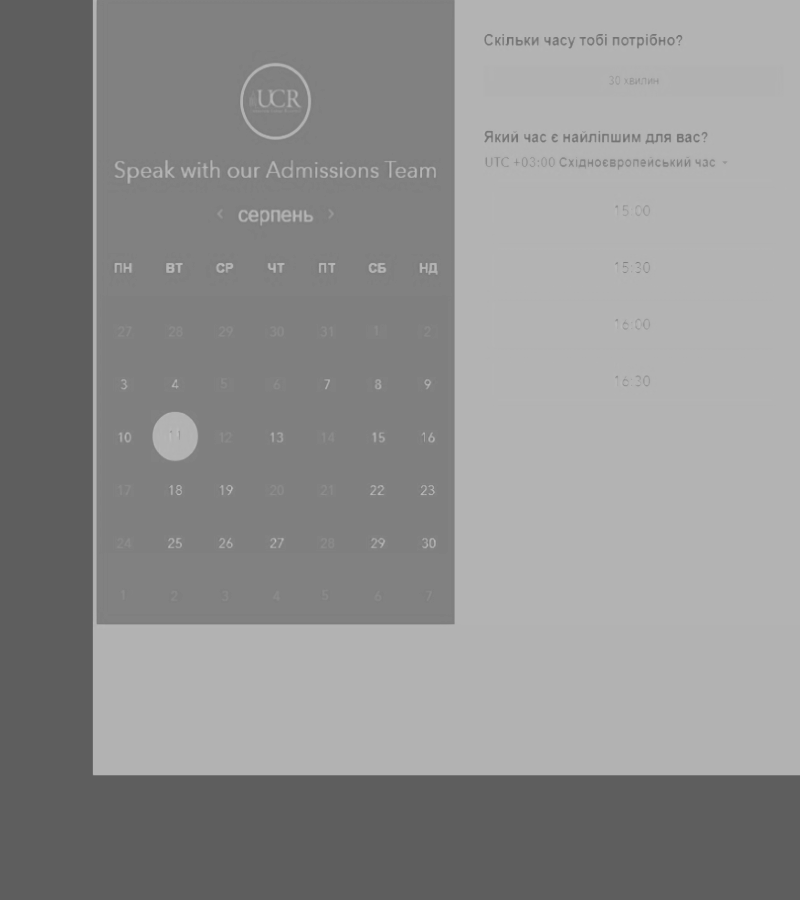 UCR
Speak with our Admissions Team
‹ серпень ›
ПН ВТ СР ЧТ ПТ СБ НД
27 28 29 30 31 1 2
3 4 5 6 7 8 9
10 11 12 13 14 15 16
17 18 19 20 21 22 23
24 25 26 27 28 29 30
1 2 3 4 5 6 7
Скільки часу тобі потрібно?
30 хвилин
Який час є найліпшим для вас?
UTC +03:00 Східноєвропейський час
15:00
15:30
16:00
16:30